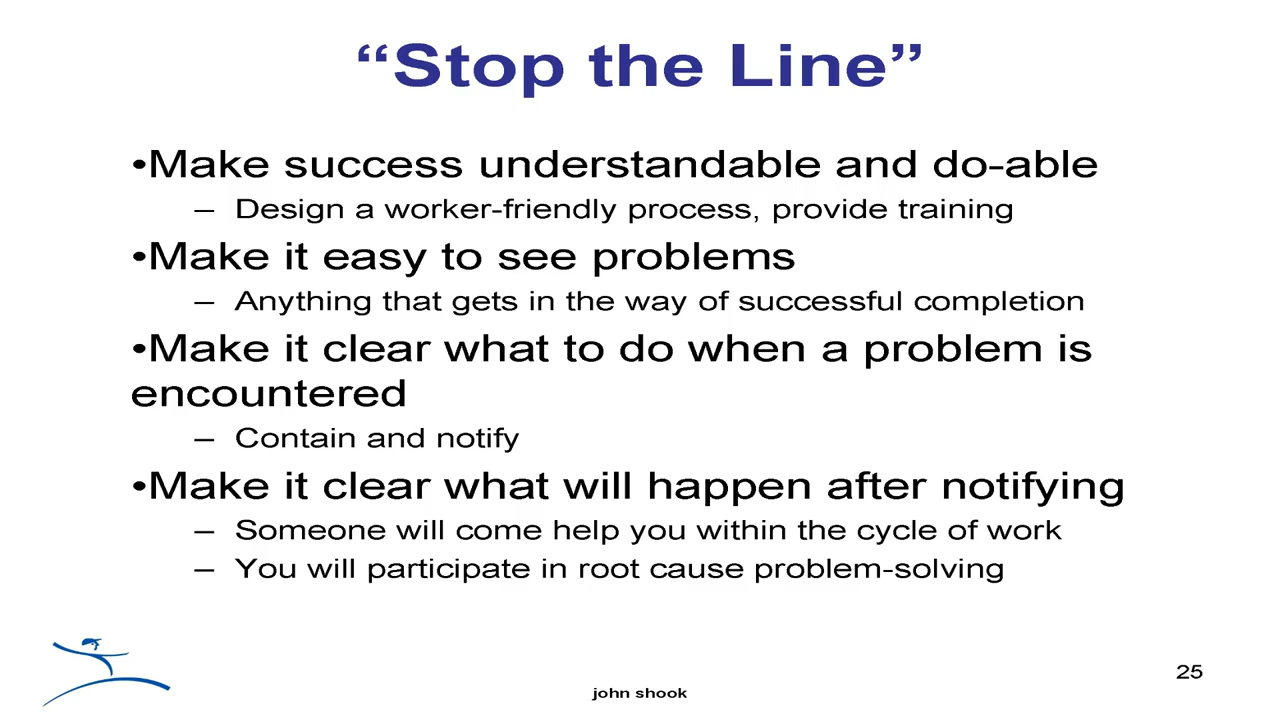 “Stop the Line”
•Make success understandable and do-able
– Design a worker-friendly process, provide training
•Make it easy to see problems
– Anything that gets in the way of successful completion
•Make it clear what to do when a problem is
encountered
– Contain and notify
•Make it clear what will happen after notifying
– Someone will come help you within the cycle of work
– You will participate in root cause problem-solving
25
john shook